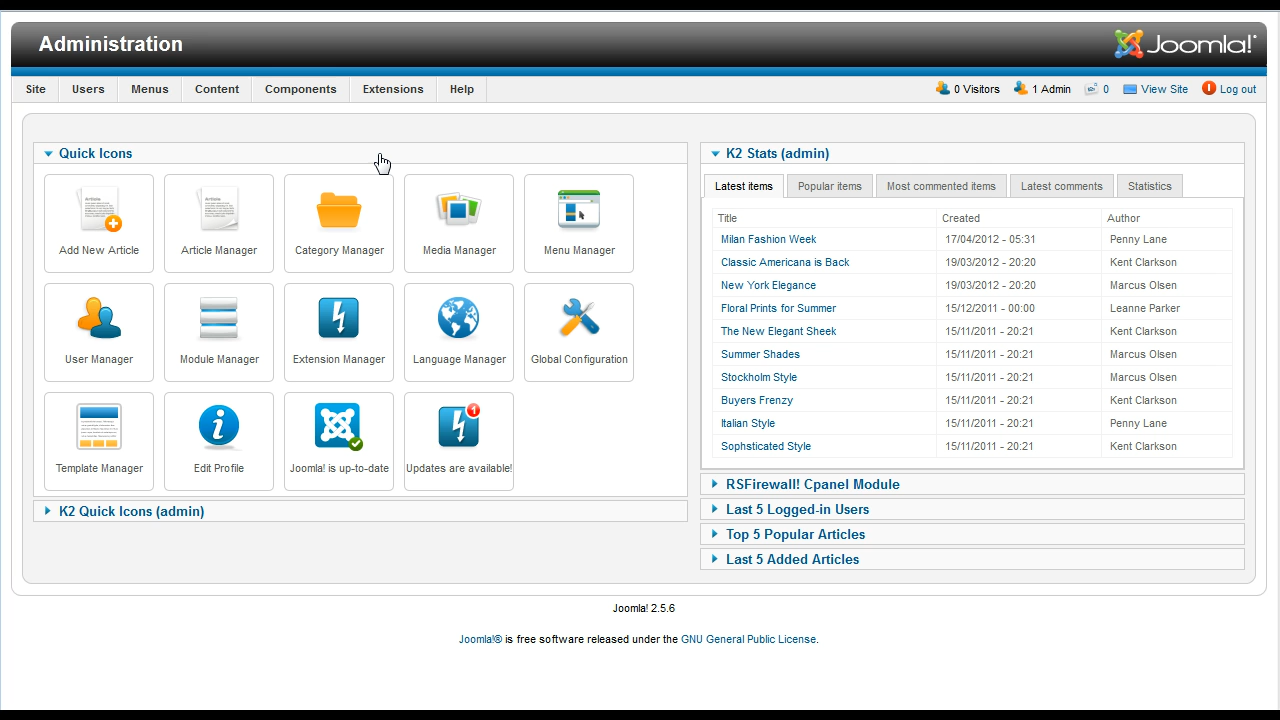 Administration
Joomla!
Site Users Menus Content Components Extensions Help
0 Visitors 1 Admin 0 View Site Log out
Quick Icons
Add New Article Article Manager Category Manager Media Manager Menu Manager
User Manager Module Manager Extension Manager Language Manager Global Configuration
1
Template Manager Edit Profile Joomla! is up-to-date Updates are available!
K2 Quick Icons (admin)
K2 Stats (admin)
Latest items Popular items Most commented items Latest comments Statistics
Title Created Author
Milan Fashion Week 17/04/2012 - 05:31 Penny Lane
Classic Americana is Back 19/03/2012 - 20:20 Kent Clarkson
New York Elegance 19/03/2012 - 20:20 Marcus Olsen
Floral Prints for Summer 15/12/2011 - 00:00 Leanne Parker
The New Elegant Sheek 15/11/2011 - 20:21 Kent Clarkson
Summer Shades 15/11/2011 - 20:21 Marcus Olsen
Stockholm Style 15/11/2011 - 20:21 Marcus Olsen
Buyers Frenzy 15/11/2011 - 20:21 Kent Clarkson
Italian Style 15/11/2011 - 20:21 Penny Lane
Sophsticated Style 15/11/2011 - 20:21 Kent Clarkson
RSFirewall! Cpanel Module
Last 5 Logged-in Users
Top 5 Popular Articles
Last 5 Added Articles
Joomla! 2.5.6
Joomla!® is free software released under the GNU General Public License.